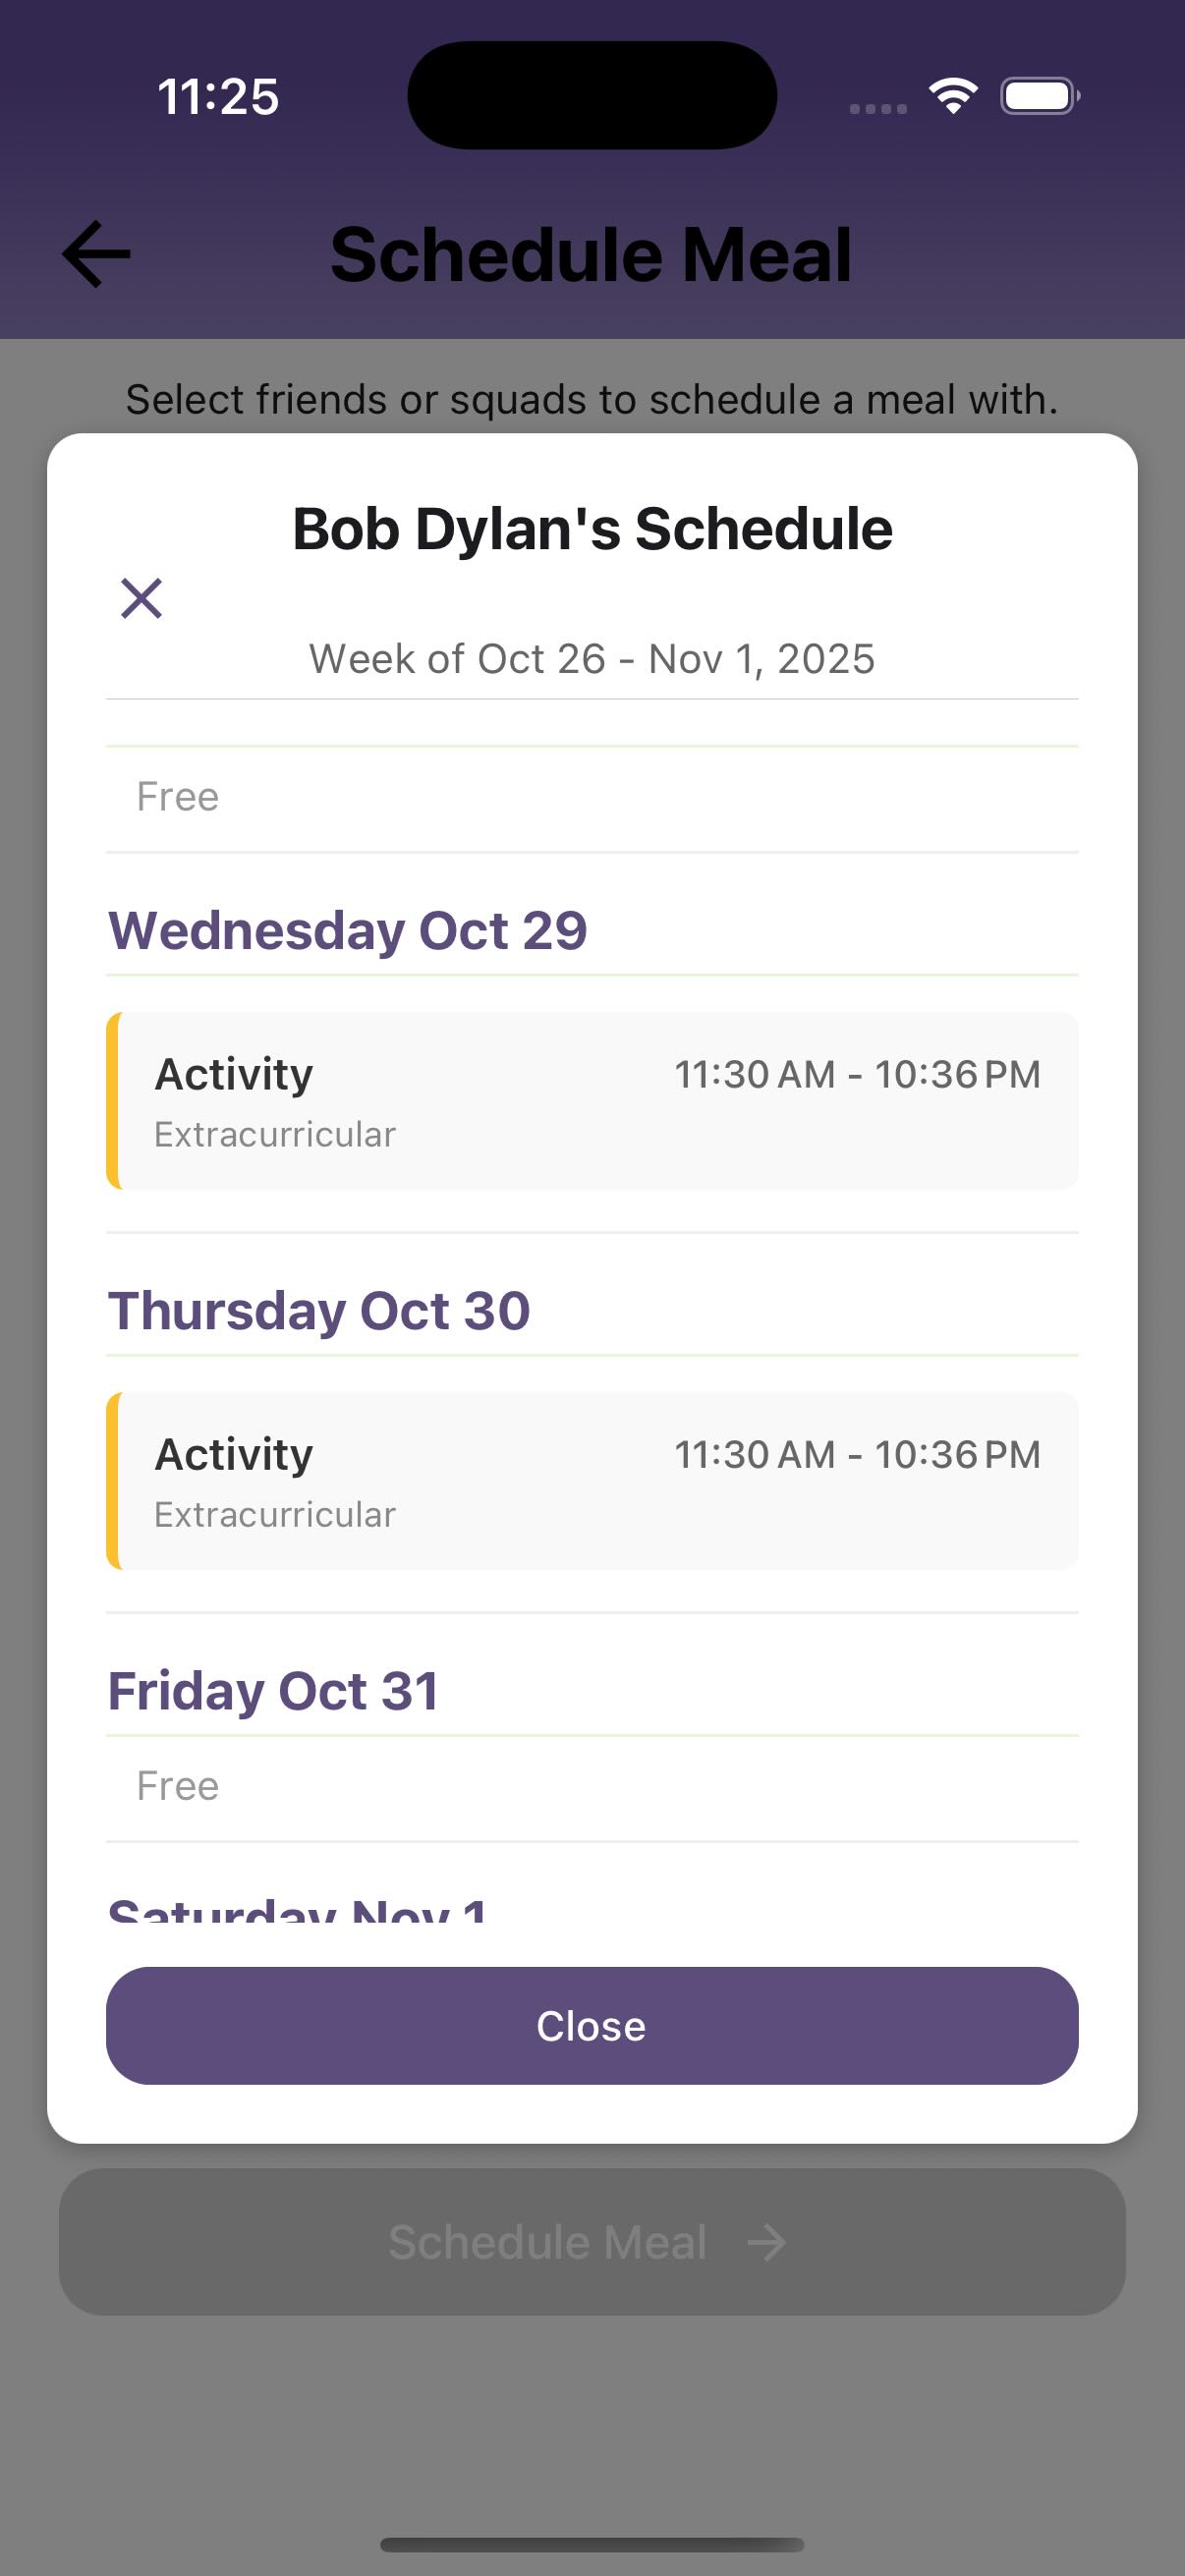 11:25
Schedule Meal
Select friends or squads to schedule a meal with.
Bob Dylan's Schedule
Week of Oct 26 - Nov 1, 2025
Free
Wednesday Oct 29
Activity 11:30 AM - 10:36 PM
Extracurricular
Thursday Oct 30
Activity 11:30 AM - 10:36 PM
Extracurricular
Friday Oct 31
Free
Saturday Nov 1
Close
Schedule Meal →